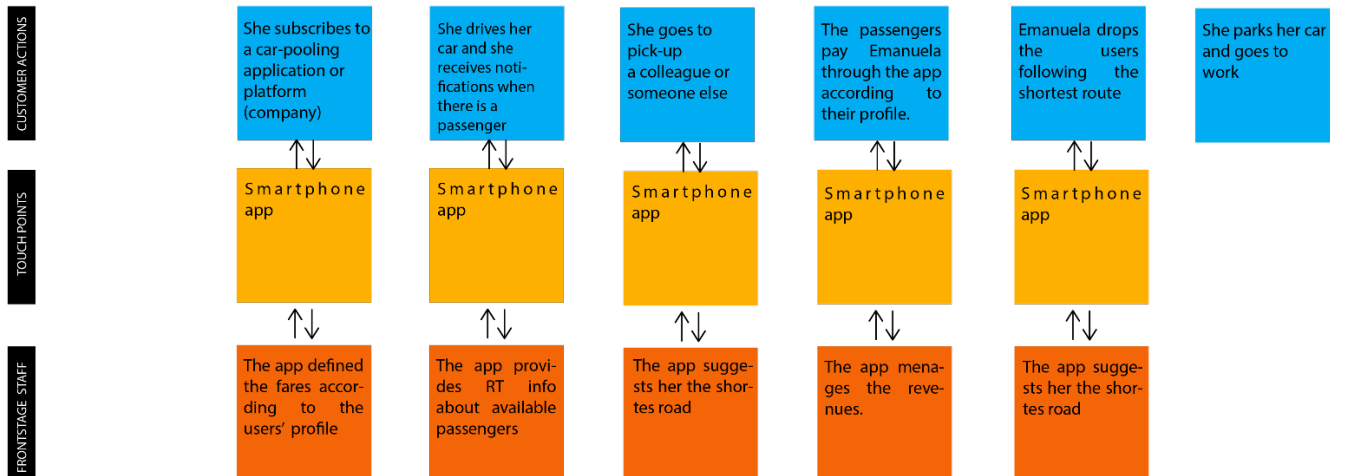 CUSTOMER ACTIONS
She subscribes to
a car-pooling
application or
platform
(company)
She drives her
car and she
receives noti-
fications when
there is a
passenger
She goes to
pick-up
a colleague or
someone else
The passengers
pay Emanuela
through the app
according to
their profile.
Emanuela drops
the users
following the
shortest route
She parks her car
and goes to
work
TOUCH POINTS
Smartphone
app
Smartphone
app
Smartphone
app
Smartphone
app
Smartphone
app
FRONTSTAGE STAFF
The app defined
the fares accor-
ding to the
users' profile
The app provi-
des RT info
about available
passengers
The app sugge-
sts her the shor-
tes road
The app mena-
ges the reve-
nues.
The app sugge-
sts her the shor-
tes road